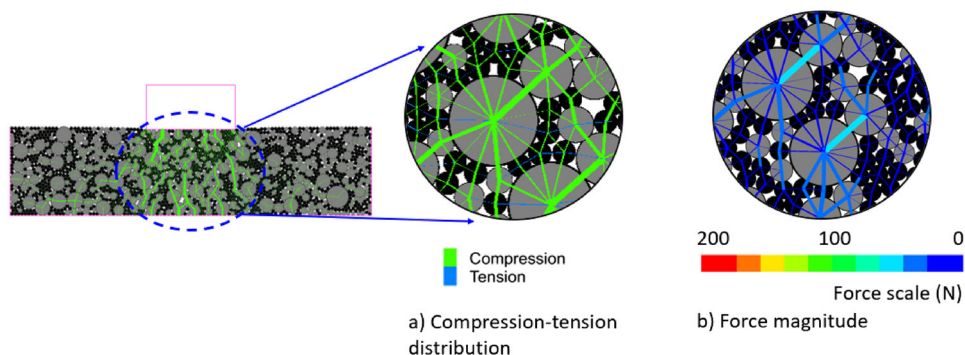 Compression
Tension
a) Compression-tension
distribution
200 100 0
Force scale (N)
b) Force magnitude